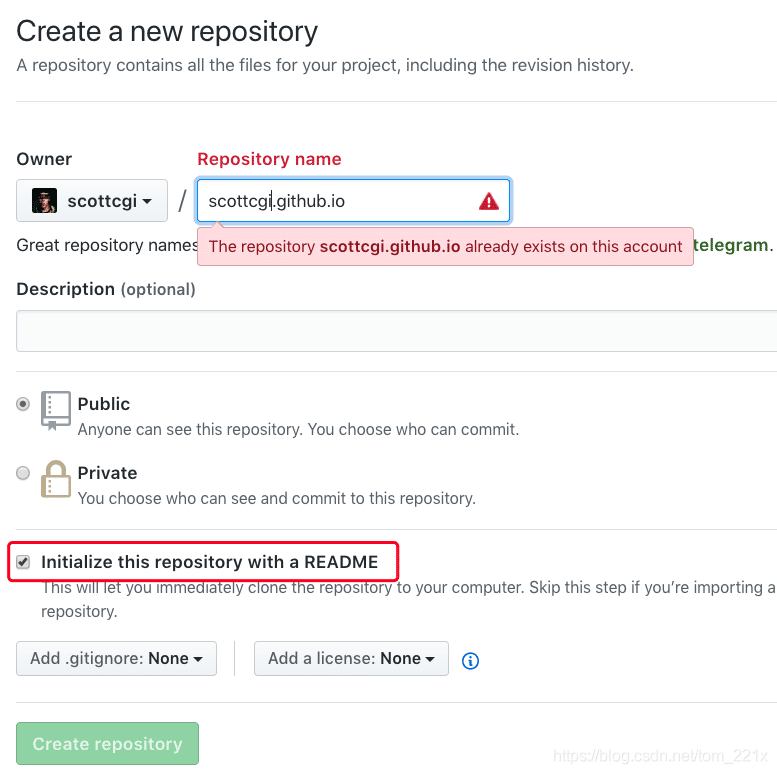 Create a new repository
A repository contains all the files for your project, including the revision history.
Owner
Repository name
scottcgi
/
scottcgi.github.io
Great repository names
telegram.
The repository scottcgi.github.io already exists on this account
Description (optional)
Public
Anyone can see this repository. You choose who can commit.
Private
You choose who can see and commit to this repository.
Initialize this repository with a README
This will let you immediately clone the repository to your computer. Skip this step if you’re importing a
repository.
Add .gitignore: None
Add a license: None
Create repository
https://blog.csdn.net/tom_221x